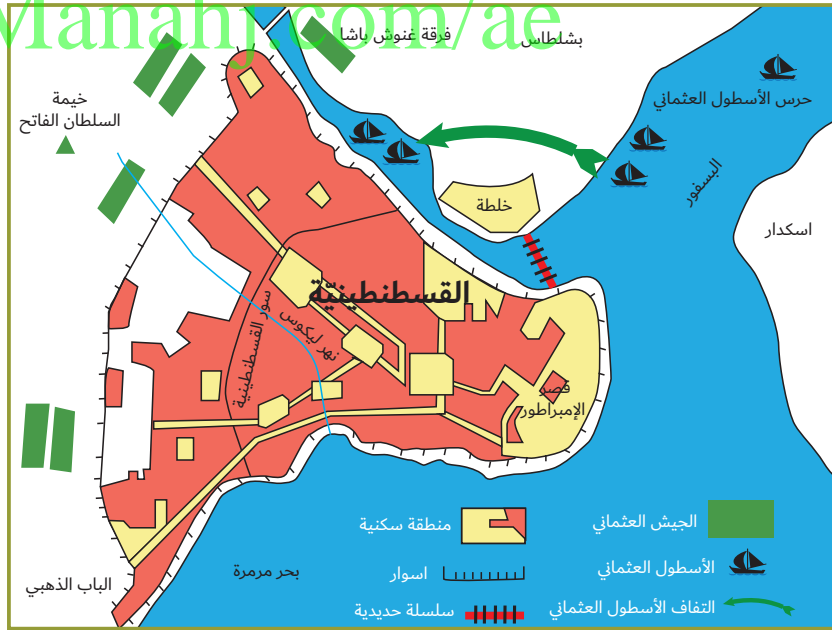 Manahj.com/ae
فرقة غنوش باشا
بشلطاس
حرس الأسطول العثماني
خيمة
السلطان الفاتح
البسفور
خلطة
اسكدار
القسطنطينيّة
سور القسطنطينية
نهر ليكوس
قصر
الإمبراطور
الباب الذهبي
بحر مرمرة
الجيش العثماني
منطقة سكنية
الأسطول العثماني
اسوار
التفاف الأسطول العثماني
سلسلة حديدية